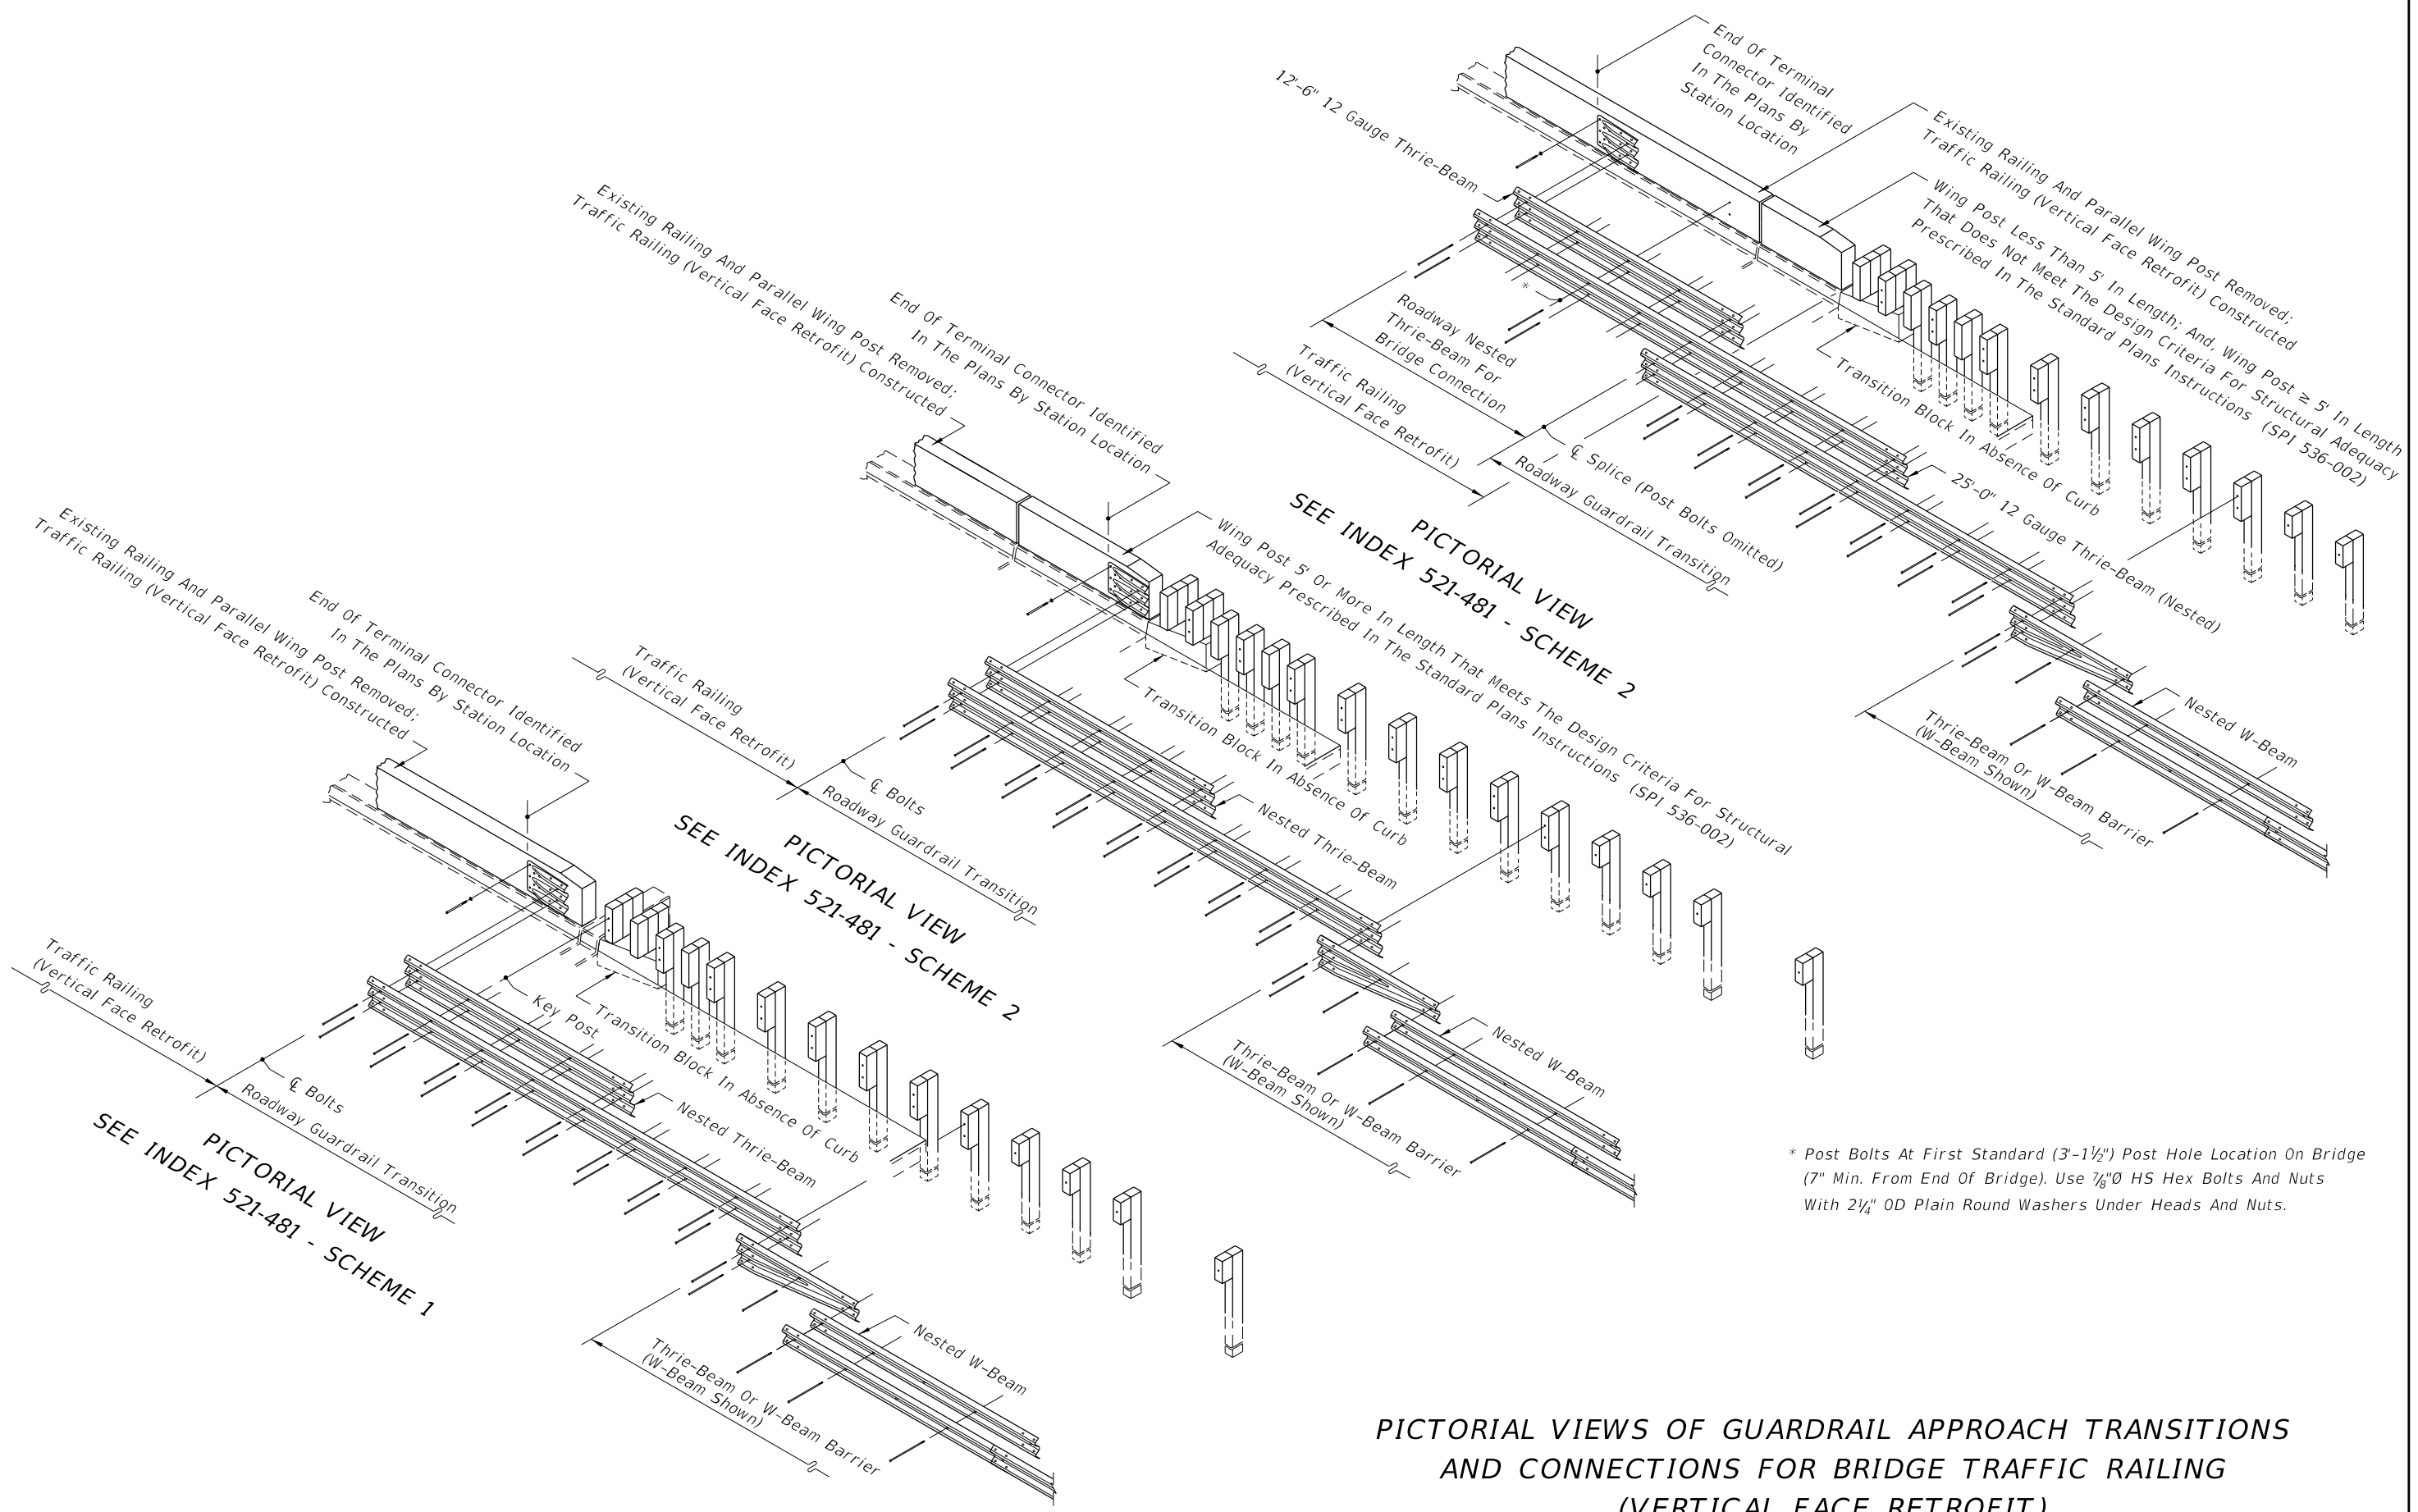 End Of Terminal
Connector Identified
In The Plans By
Station Location
12'-6" 12 Gauge Thrie-Beam
Existing Railing And Parallel Wing Post Removed;
Traffic Railing (Vertical Face Retrofit) Constructed
Wing Post Less Than 5' In Length; And, Wing Post ≥ 5' In Length
That Does Not Meet The Design Criteria For Structural Adequacy
Prescribed In The Standard Plans Instructions (SPI 536-002)
*
Roadway Nested
Thrie-Beam For
Bridge Connection
Traffic Railing
(Vertical Face Retrofit)
Transition Block In Absence Of Curb
℄ Splice (Post Bolts Omitted)
Roadway Guardrail Transition
25'-0" 12 Gauge Thrie-Beam (Nested)
Nested W-Beam
Thrie-Beam Or W-Beam Barrier
(W-Beam Shown)
PICTORIAL VIEW
SEE INDEX 521-481 - SCHEME 2
Existing Railing And Parallel Wing Post Removed;
Traffic Railing (Vertical Face Retrofit) Constructed
End Of Terminal Connector Identified
In The Plans By Station Location
Wing Post 5' Or More In Length That Meets The Design Criteria For Structural
Adequacy Prescribed In The Standard Plans Instructions (SPI 536-002)
Traffic Railing
(Vertical Face Retrofit)
Transition Block In Absence Of Curb
℄ Bolts
Roadway Guardrail Transition
Nested Thrie-Beam
Nested W-Beam
Thrie-Beam Or W-Beam Barrier
(W-Beam Shown)
PICTORIAL VIEW
SEE INDEX 521-481 - SCHEME 2
Existing Railing And Parallel Wing Post Removed;
Traffic Railing (Vertical Face Retrofit) Constructed
End Of Terminal Connector Identified
In The Plans By Station Location
Traffic Railing
(Vertical Face Retrofit)
Key Post
Transition Block In Absence Of Curb
℄ Bolts
Roadway Guardrail Transition
Nested Thrie-Beam
Nested W-Beam
Thrie-Beam Or W-Beam Barrier
(W-Beam Shown)
PICTORIAL VIEW
SEE INDEX 521-481 - SCHEME 1
* Post Bolts At First Standard (3'-1½") Post Hole Location On Bridge
(7" Min. From End Of Bridge). Use ⅞"Ø HS Hex Bolts And Nuts
With 2¼" OD Plain Round Washers Under Heads And Nuts.
PICTORIAL VIEWS OF GUARDRAIL APPROACH TRANSITIONS
AND CONNECTIONS FOR BRIDGE TRAFFIC RAILING
(VERTICAL FACE RETROFIT)